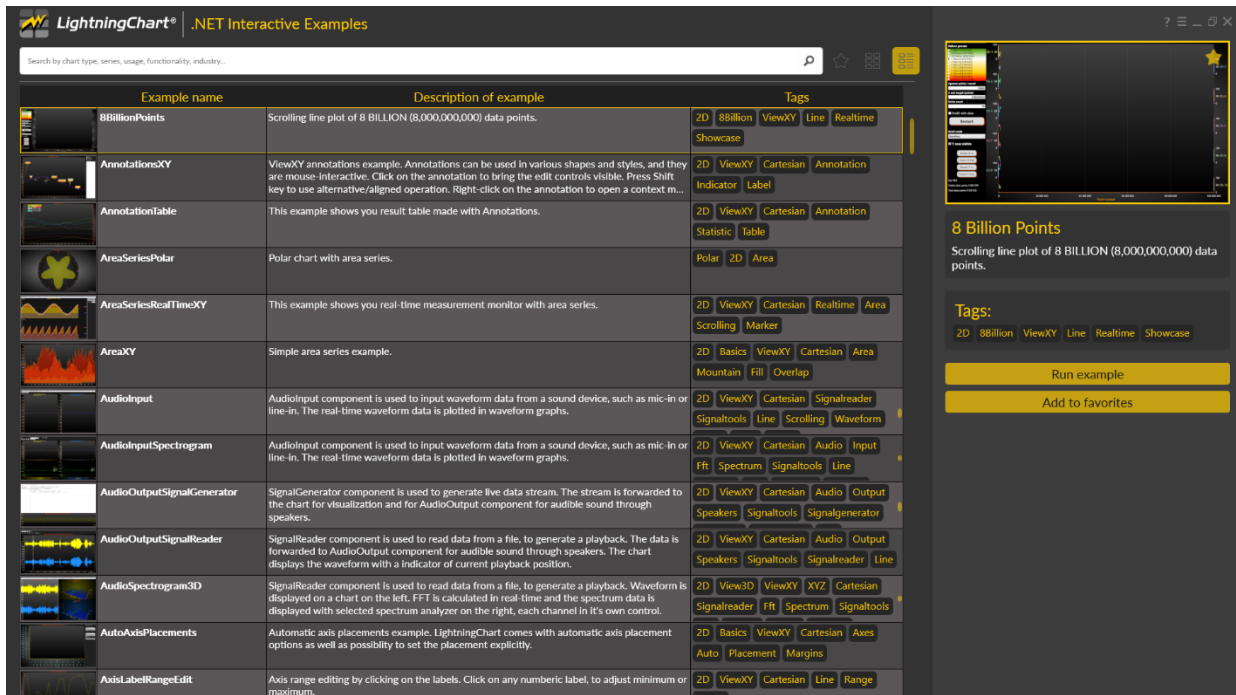 LightningChart® .NET Interactive Examples
? 
Search by chart type, series, usage, functionality, industry...
Example name Description of example Tags
8BillionPoints
Scrolling line plot of 8 BILLION (8,000,000,000) data points.
2D 8Billion ViewXY Line Realtime
Showcase
AnnotationsXY
ViewXY annotations example. Annotations can be used in various shapes and styles, and they
are mouse-interactive. Click on the annotation to bring the edit controls visible. Press Shift
key to use alternative/aligned operation. Right-click on the annotation to open a context m...
2D ViewXY Cartesian Annotation
Indicator Label
AnnotationTable
This example shows you result table made with Annotations.
2D ViewXY Cartesian Annotation
Statistic Table
AreaSeriesPolar
Polar chart with area series.
Polar 2D Area
AreaSeriesRealTimeXY
This example shows you real-time measurement monitor with area series.
2D ViewXY Cartesian Realtime Area
Scrolling Marker
AreaXY
Simple area series example.
2D Basics ViewXY Cartesian Area
Mountain Fill Overlap
AudioInput
AudioInput component is used to input waveform data from a sound device, such as mic-in or
line-in. The real-time waveform data is plotted in waveform graphs.
2D ViewXY Cartesian Signalreader
Signaltools Line Scrolling Waveform
AudioInputSpectrogram
AudioInput component is used to input waveform data from a sound device, such as mic-in or
line-in. The real-time waveform data is plotted in waveform graphs.
2D ViewXY Cartesian Audio Input
Fft Spectrum Signaltools Line
AudioOutputSignalGenerator
SignalGenerator component is used to generate live data stream. The stream is forwarded to
the chart for visualization and for AudioOutput component for audible sound through
speakers.
2D ViewXY Cartesian Audio Output
Speakers Signaltools Signalgenerator
AudioOutputSignalReader
SignalReader component is used to read data from a file, to generate a playback. The data is
forwarded to AudioOutput component for audible sound through speakers. The chart
displays the waveform with a indicator of current playback position.
2D ViewXY Cartesian Audio Output
Speakers Signaltools Signalreader Line
AudioSpectrogram3D
SignalReader component is used to read data from a file, to generate a playback. Waveform is
displayed on a chart on the left. FFT is calculated in real-time and the spectrum data is
displayed with selected spectrum analyzer on the right, each channel in it's own control.
2D View3D ViewXY XYZ Cartesian
Signalreader Fft Spectrum Signaltools
AutoAxisPlacements
Automatic axis placements example. LightningChart comes with automatic axis placement
options as well as possiblity to set the placement explicitly.
2D Basics ViewXY Cartesian Axes
Auto Placement Margins
AxisLabelRangeEdit
Axis range editing by clicking on the labels. Click on any numberic label, to adjust minimum or
maximum.
2D ViewXY Cartesian Line Range
Restart
8 Billion Points
Scrolling line plot of 8 BILLION (8,000,000,000) data
points.
Tags:
2D 8Billion ViewXY Line Realtime Showcase
Run example
Add to favorites